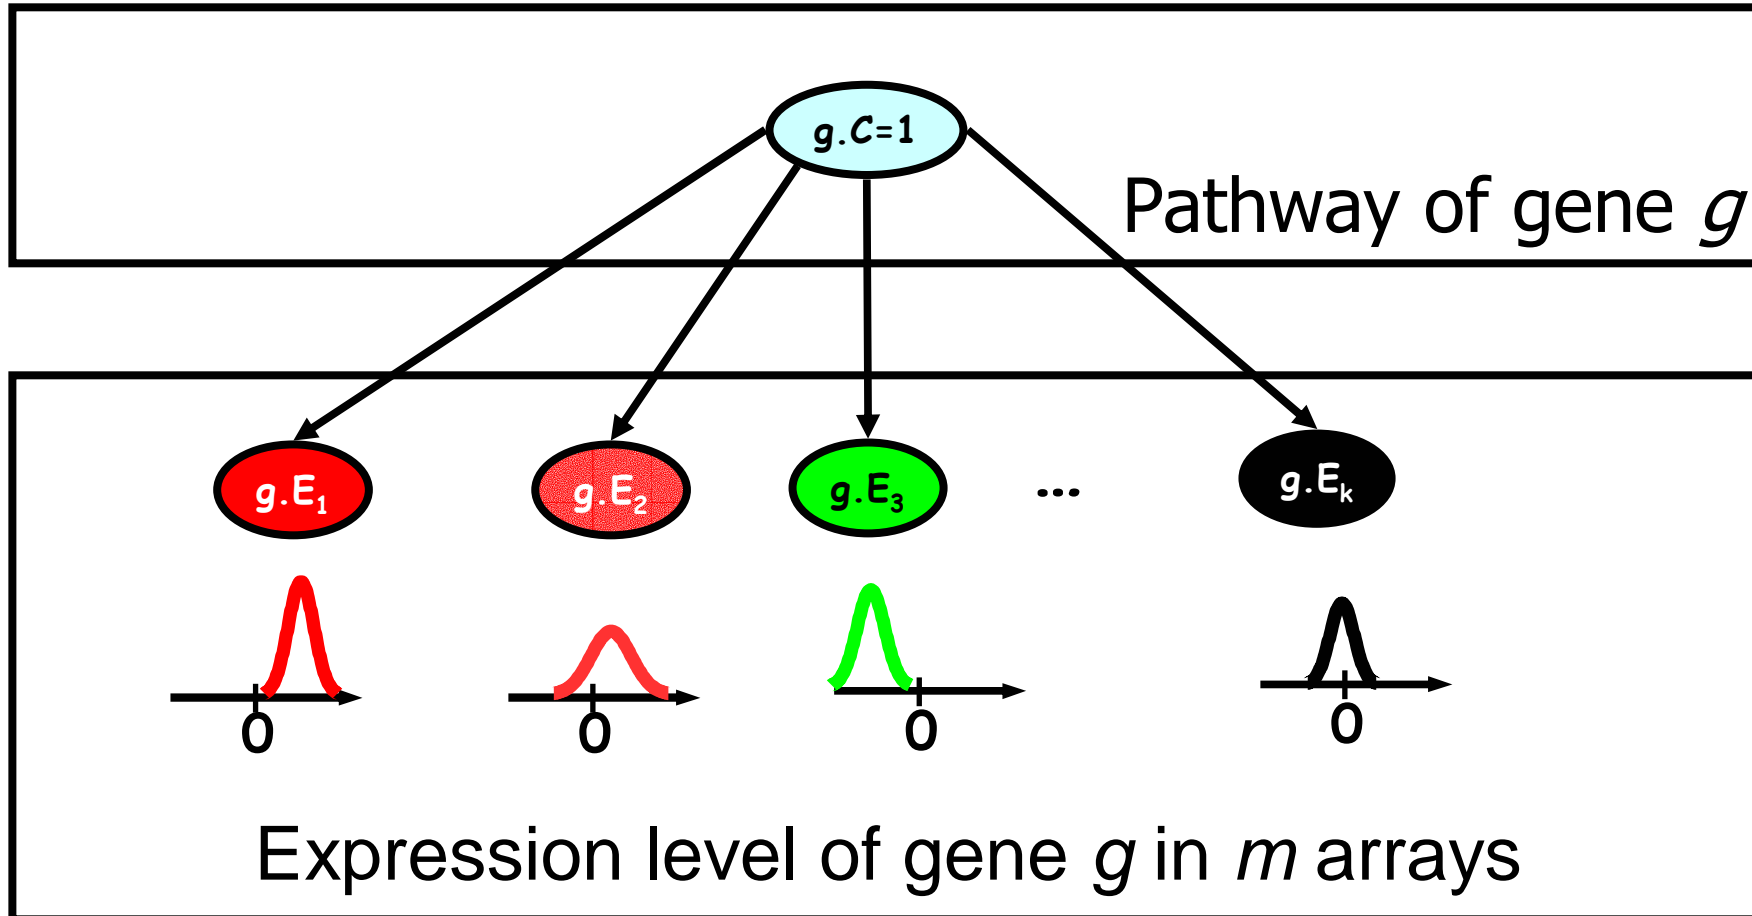 g.C=1
Pathway of gene g
g.E1
g.E2
g.E3
...
g.Ek
0
0
0
0
Expression level of gene g in m arrays